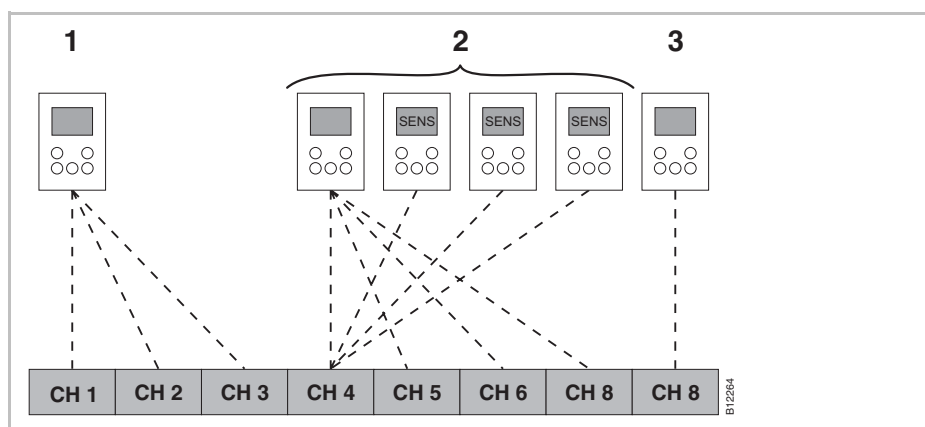 1 2 3
SENS SENS SENS
CH 1 CH 2 CH 3 CH 4 CH 5 CH 6 CH 8 CH 8
B12264